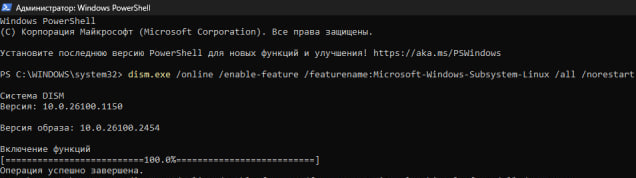 Администратор: Windows PowerShell
Windows PowerShell
(C) Корпорация Майкрософт (Microsoft Corporation). Все права защищены.
Установите последнюю версию PowerShell для новых функций и улучшения! https://aka.ms/PSWindows
PS C:\WINDOWS\system32> dism.exe /online /enable-feature /featurename:Microsoft-Windows-Subsystem-Linux /all /norestart
Cистема DISM
Версия: 10.0.26100.1150
Версия образа: 10.0.26100.2454
Включение функций
[==========================100.0%==========================]
Операция успешно завершена.